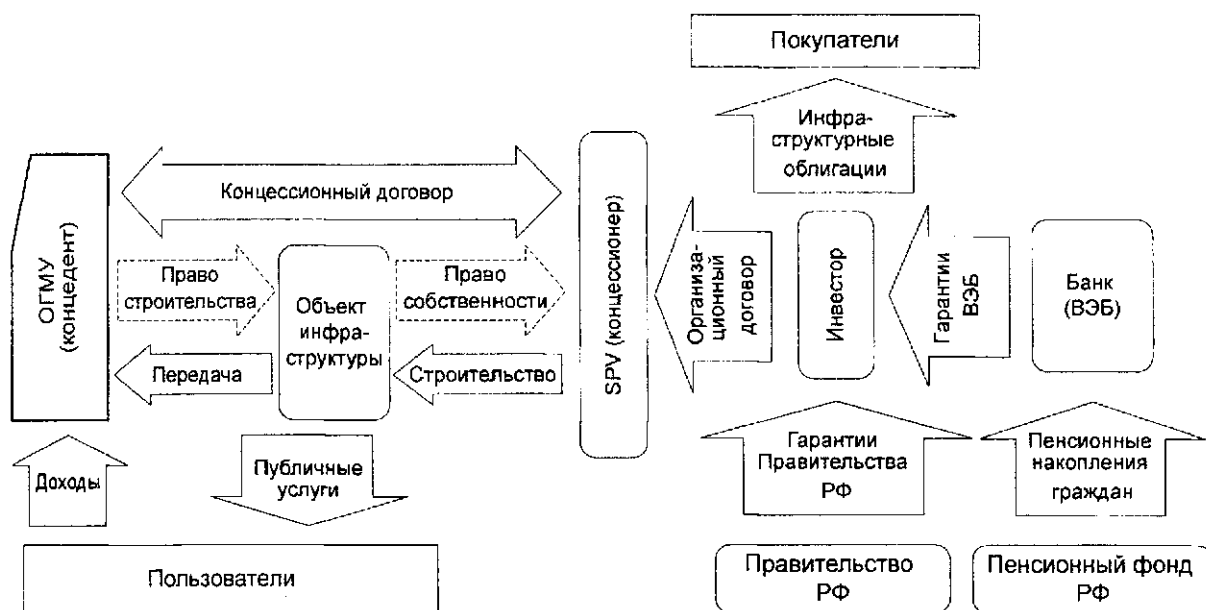 Покупатели
Инфра-
структурные
облигации
Концессионный договор
ОГМУ
(концедент)
Право
строительства
Объект
инфра-
структуры
Право
собственности
SPV (концессионер)
Организа-
ционный
договор
Инвестор
Гарантии
ВЭБ
Банк
(ВЭБ)
Передача
Строительство
Доходы
Публичные
услуги
Гарантии
Правительства
РФ
Пенсионные
накопления
граждан
Пользователи
Правительство
РФ
Пенсионный фонд
РФ